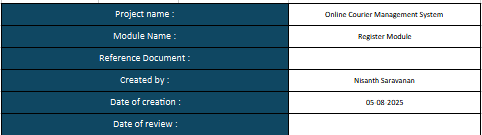 Project name : Online Courier Management System
Module Name : Register Module
Reference Document :
Created by : Nisanth Saravanan
Date of creation : 05-08-2025
Date of review :